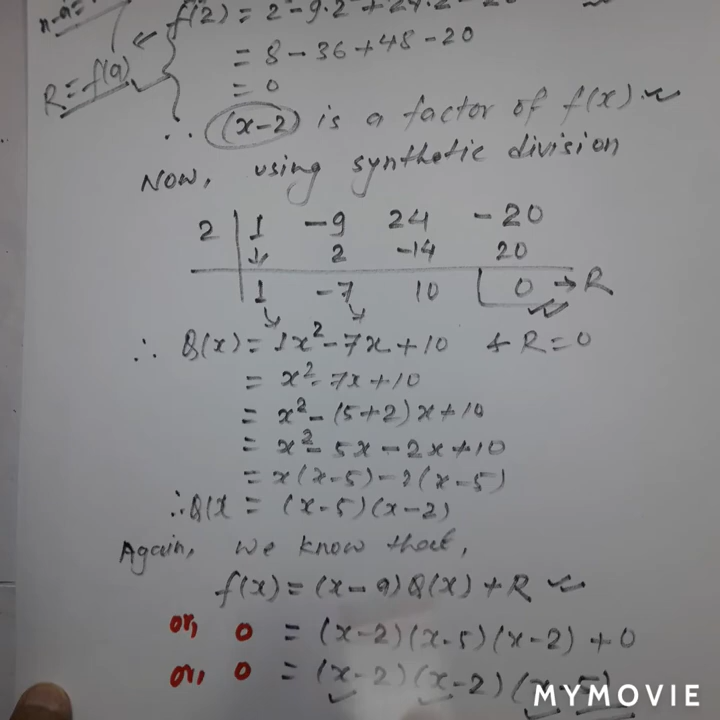 x-a=
f(2) = 2³-9·2²+24·2-20
= 8-36+48-20
R=f(a)
= 0
∴ (x-2) is a factor of f(x)
Now, using synthetic division
2 | 1 -9 24 -20
↓ 2 -14 20
1 -7 10 0 → R
∴ Q(x) = 1x²-7x+10 & R=0
= x²-7x+10
= x²-(5+2)x+10
= x²-5x-2x+10
= x(x-5)-2(x-5)
∴Q(x = (x-5)(x-2)
Again, we know that,
f(x)=(x-a)Q(x)+R
or, 0 = (x-2)(x-5)(x-2)+0
or, 0 = (x-2)(x-2)(x-5)
MYMOVIE